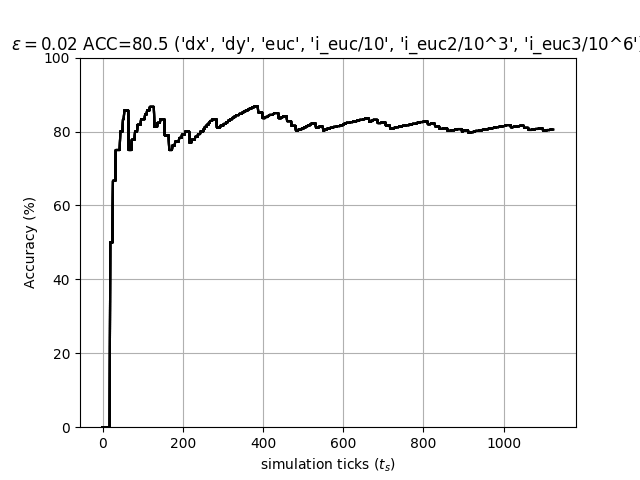 ε = 0.02 ACC=80.5 ('dx', 'dy', 'euc', 'i_euc/10', 'i_euc2/10^3', 'i_euc3/10^6')
100
80
60
40
20
0
Accuracy (%)
0 200 400 600 800 1000
simulation ticks (t_s)